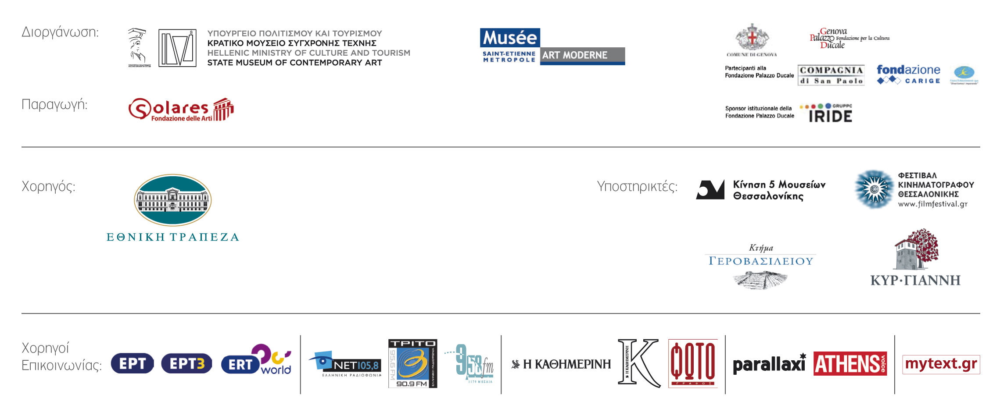 Διοργάνωση:
ΥΠΟΥΡΓΕΙΟ ΠΟΛΙΤΙΣΜΟΥ ΚΑΙ ΤΟΥΡΙΣΜΟΥ
ΚΡΑΤΙΚΟ ΜΟΥΣΕΙΟ ΣΥΓΧΡΟΝΗΣ ΤΕΧΝΗΣ
HELLENIC MINISTRY OF CULTURE AND TOURISM
STATE MUSEUM OF CONTEMPORARY ART
Musée
SAINT-ETIENNE
METROPOLE
ART MODERNE
COMUNE DI GENOVA
Genova
Palazzo Fondazione per la Cultura
Ducale
Partecipanti alla
Fondazione Palazzo Ducale
COMPAGNIA
di San Paolo
fondazione
CARIGE
Παραγωγή:
Solares
Fondazione delle Arti
Sponsor istituzionale della
Fondazione Palazzo Ducale
GRUPPO
IRIDE
Χορηγός:
ΕΘΝΙΚΗ ΤΡΑΠΕΖΑ
Υποστηρικτές:
Κίνηση 5 Μουσείων
Θεσσαλονίκης
ΦΕΣΤΙΒΑΛ
ΚΙΝΗΜΑΤΟΓΡΑΦΟΥ
ΘΕΣΣΑΛΟΝΙΚΗΣ
www.filmfestival.gr
Κτήμα
ΓΕΡΟΒΑΣΙΛΕΙΟΥ
ΚΥΡ·ΓΙΑΝΝΗ
Χορηγοί
Επικοινωνίας:
ΕΡΤ
ΕΡΤ3
ERT
world
NET 105,8
ΕΛΛΗΝΙΚΗ ΡΑΔΙΟΦΩΝΙΑ
ΤΡΙΤΟ
95.6 FM
ΕΛΛΗΝΙΚΗ ΡΑΔΙΟΦΩΝΙΑ
90.9 FM
958fm
1179 ΜΕΣΑΙΑ
Η ΚΑΘΗΜΕΡΙΝΗ
Κ
Η ΚΑΘΗΜΕΡΙΝΗ
ΦΩΤΟ
ΓΡΑΦΟΣ
parallaxi
ATHENS
voice
mytext.gr